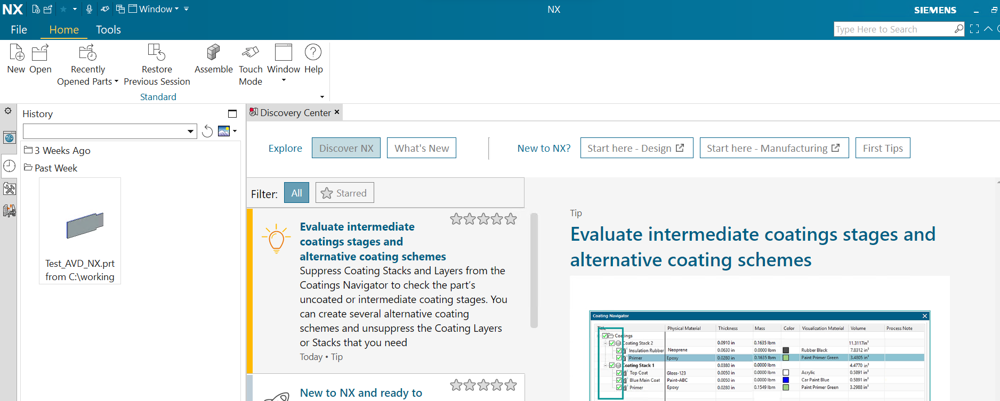 NX Window NX SIEMENS
File Home Tools Type Here to Search
New Open Recently Opened Parts Restore Previous Session Assemble Touch Mode Window Help
Standard
History
Discovery Center
Explore Discover NX What's New New to NX? Start here - Design Start here - Manufacturing First Tips
3 Weeks Ago
Past Week
Test_AVD_NX.prt
from C:\working
Filter: All Starred
Evaluate intermediate
coatings stages and
alternative coating schemes
Suppress Coating Stacks and Layers from the
Coatings Navigator to check the part's
uncoated or intermediate coating stages. You
can create several alternative coating
schemes and unsuppress the Coating Layers
or Stacks that you need
Today • Tip
New to NX and ready to
Tip
Evaluate intermediate coatings stages and
alternative coating schemes
Coating Navigator
Title Physical Material Thickness Mass Color Visualization Material Volume Process Note
Coatings
Coating Stack 2 0.0910 in 0.1635 lbm 11.3117in³
Insulation Rubber Neoprene 0.0630 in 0.0000 lbm Rubber Black 7.8312 in³
Primer Epoxy 0.0280 in 0.1635 lbm Paint Primer Green 3.4805 in³
Coating Stack 1 0.0380 in 0.0000 lbm 4.4770 in³
Top Coat Gloss-123 0.0050 in 0.0000 lbm Acrylic 0.5891 in³
Blue Main Coat Paint-ABC 0.0050 in 0.0000 lbm Car Paint Blue 0.5891 in³
Primer Epoxy 0.0280 in 0.1549 lbm Paint Primer Green 3.2988 in³